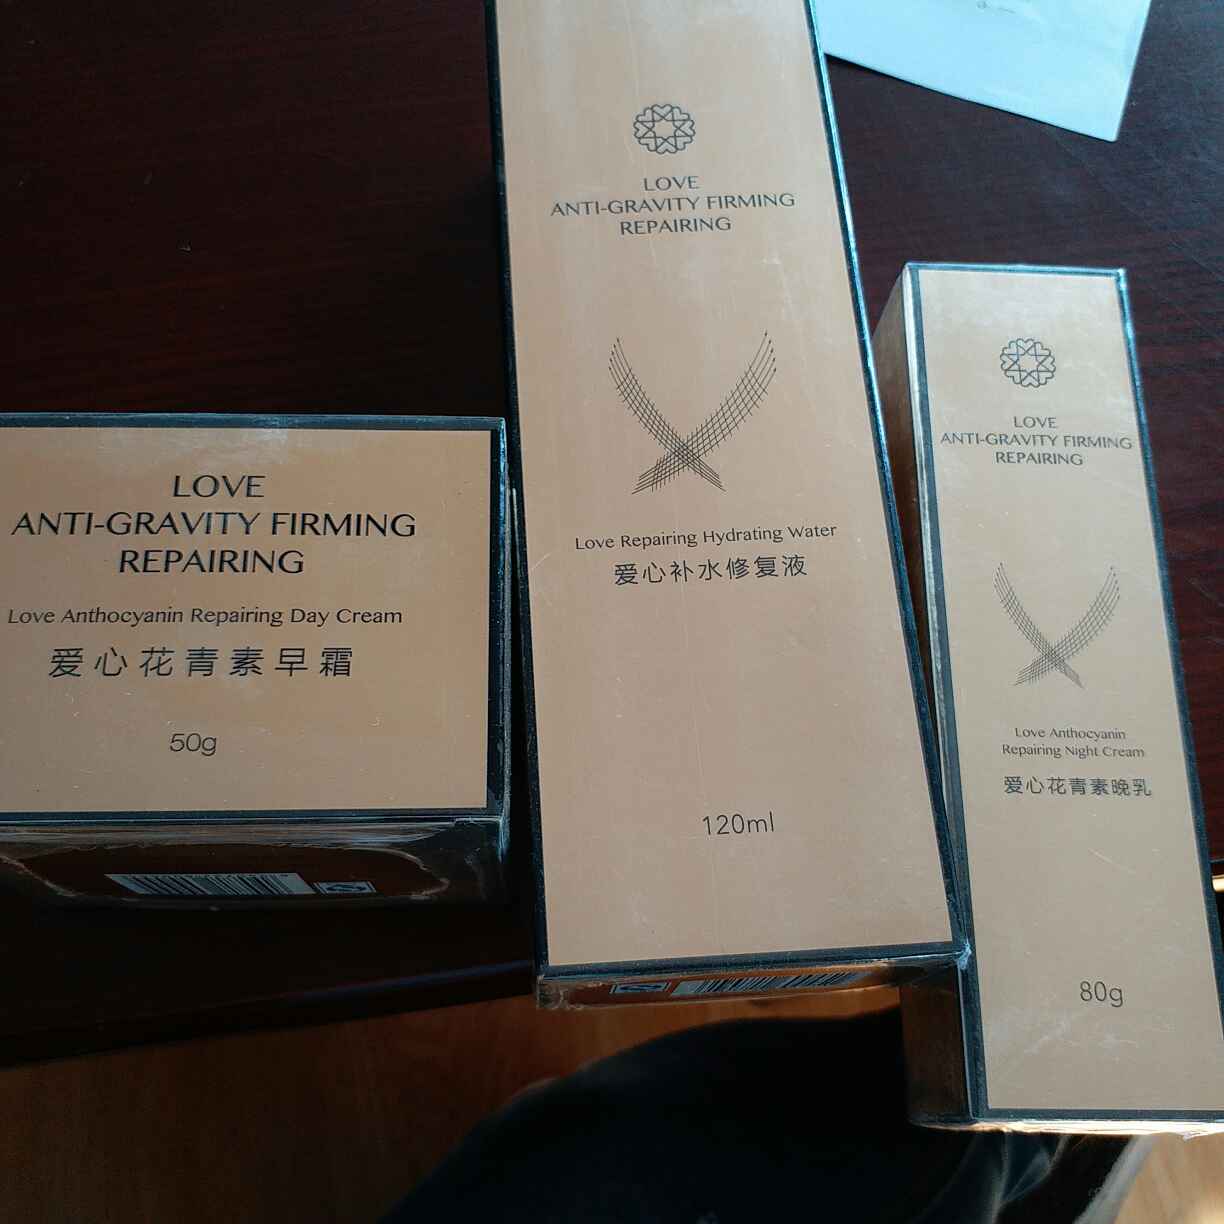 LOVE
ANTI-GRAVITY FIRMING
REPAIRING
Love Anthocyanin Repairing Day Cream
爱心花青素早霜
50g
LOVE
ANTI-GRAVITY FIRMING
REPAIRING
Love Repairing Hydrating Water
爱心补水修复液
120ml
LOVE
ANTI-GRAVITY FIRMING
REPAIRING
Love Anthocyanin
Repairing Night Cream
爱心花青素晚乳
80g